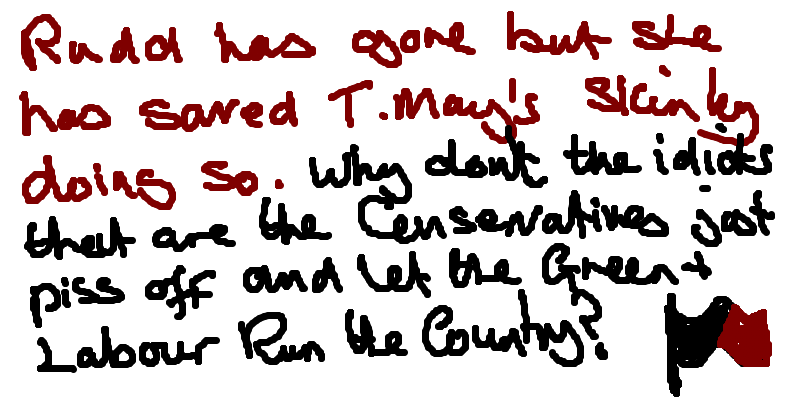 Rudd has gone but she
has saved T.May's Skin by
doing so. Why don't the idiots
that are the Conservatives just
piss off and let the Green +
Labour Run the Country?